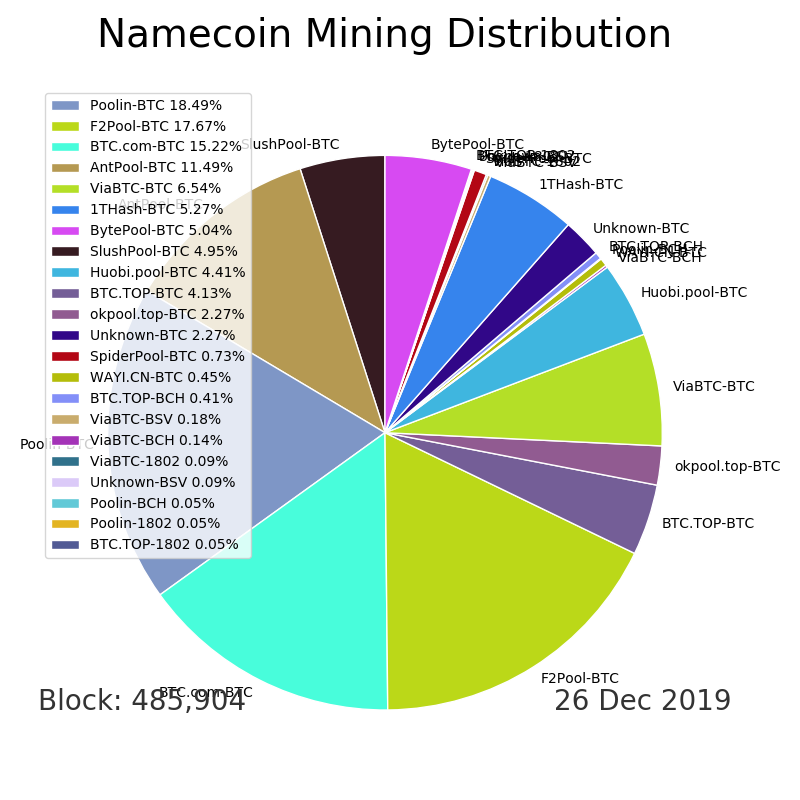 Namecoin Mining Distribution
Poolin-BTC 18.49%
F2Pool-BTC 17.67%
BTC.com-BTC 15.22%
AntPool-BTC 11.49%
ViaBTC-BTC 6.54%
1THash-BTC 5.27%
BytePool-BTC 5.04%
SlushPool-BTC 4.95%
Huobi.pool-BTC 4.41%
BTC.TOP-BTC 4.13%
okpool.top-BTC 2.27%
Unknown-BTC 2.27%
SpiderPool-BTC 0.73%
WAYI.CN-BTC 0.45%
BTC.TOP-BCH 0.41%
ViaBTC-BSV 0.18%
ViaBTC-BCH 0.14%
ViaBTC-1802 0.09%
Unknown-BSV 0.09%
Poolin-BCH 0.05%
Poolin-1802 0.05%
BTC.TOP-1802 0.05%
SlushPool-BTC
BytePool-BTC
1THash-BTC
AntPool-BTC
Unknown-BTC
BTC.TOP-BCH
ViaBTC-BCH
Huobi.pool-BTC
ViaBTC-BTC
Poolin-BTC
okpool.top-BTC
BTC.TOP-BTC
F2Pool-BTC
BTC.com-BTC
Block: 485,904
26 Dec 2019